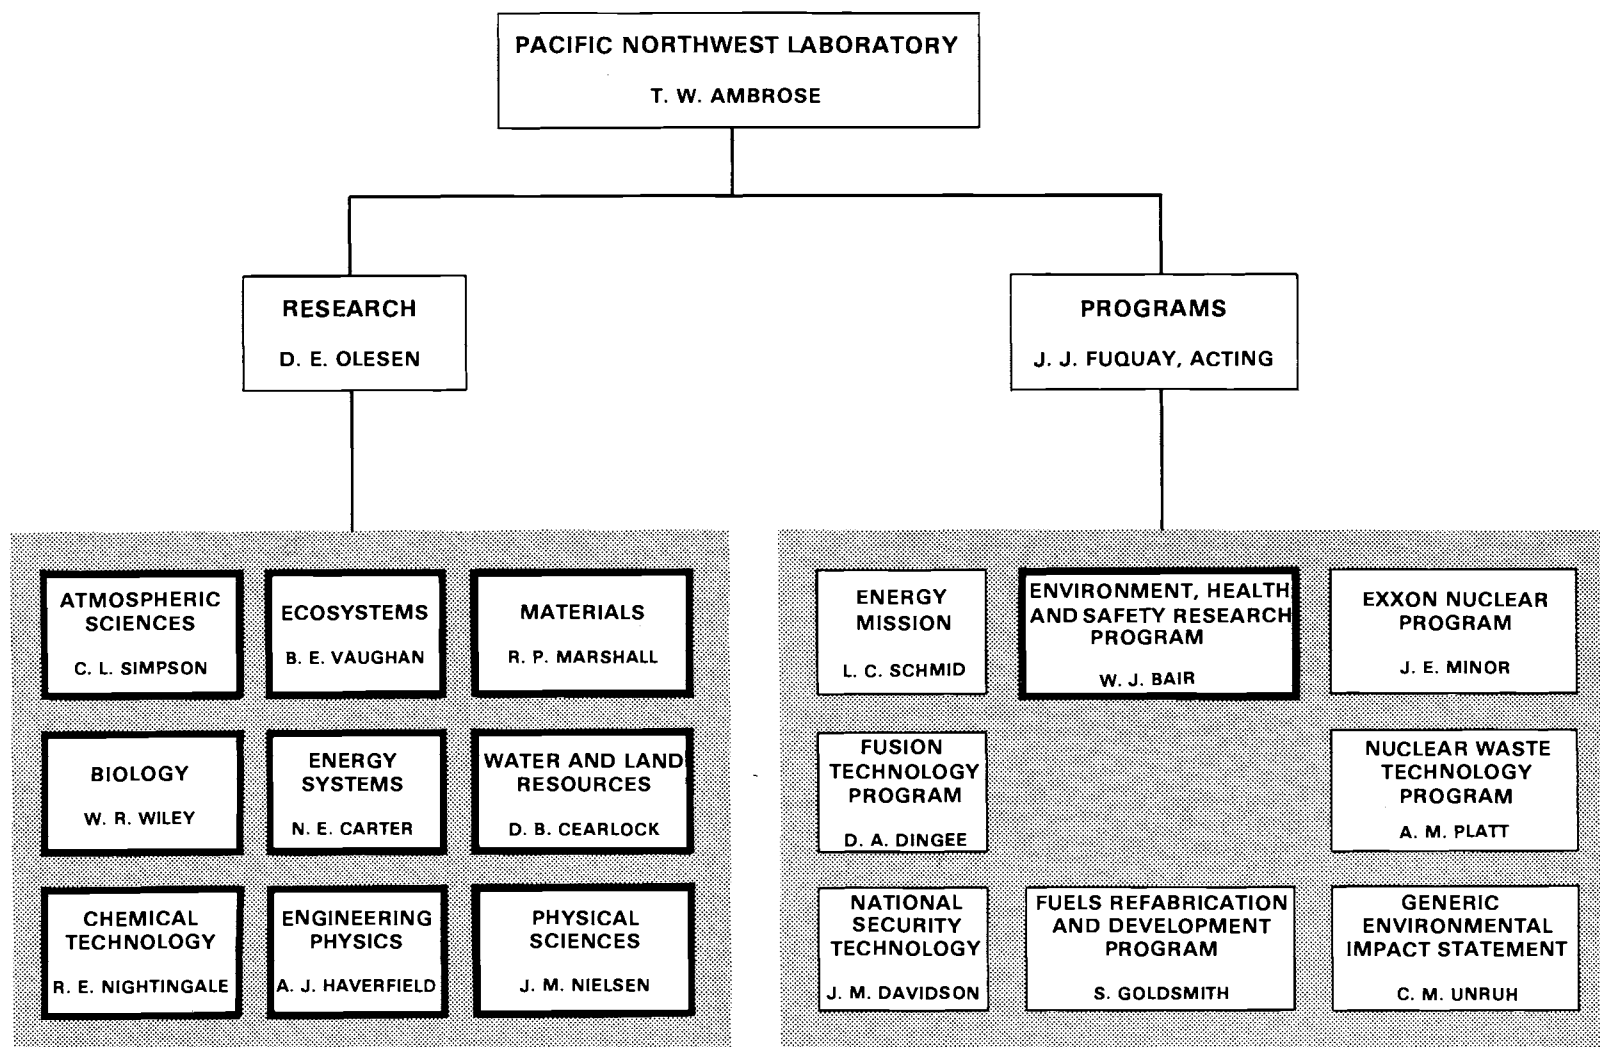 PACIFIC NORTHWEST LABORATORY
T. W. AMBROSE
RESEARCH
D. E. OLESEN
PROGRAMS
J. J. FUQUAY, ACTING
ATMOSPHERIC
SCIENCES
C. L. SIMPSON
ECOSYSTEMS
B. E. VAUGHAN
MATERIALS
R. P. MARSHALL
BIOLOGY
W. R. WILEY
ENERGY
SYSTEMS
N. E. CARTER
WATER AND LAND
RESOURCES
D. B. CEARLOCK
CHEMICAL
TECHNOLOGY
R. E. NIGHTINGALE
ENGINEERING
PHYSICS
A. J. HAVERFIELD
PHYSICAL
SCIENCES
J. M. NIELSEN
ENERGY
MISSION
L. C. SCHMID
ENVIRONMENT, HEALTH
AND SAFETY RESEARCH
PROGRAM
W. J. BAIR
EXXON NUCLEAR
PROGRAM
J. E. MINOR
FUSION
TECHNOLOGY
PROGRAM
D. A. DINGEE
NUCLEAR WASTE
TECHNOLOGY
PROGRAM
A. M. PLATT
NATIONAL
SECURITY
TECHNOLOGY
J. M. DAVIDSON
FUELS REFABRICATION
AND DEVELOPMENT
PROGRAM
S. GOLDSMITH
GENERIC
ENVIRONMENTAL
IMPACT STATEMENT
C. M. UNRUH